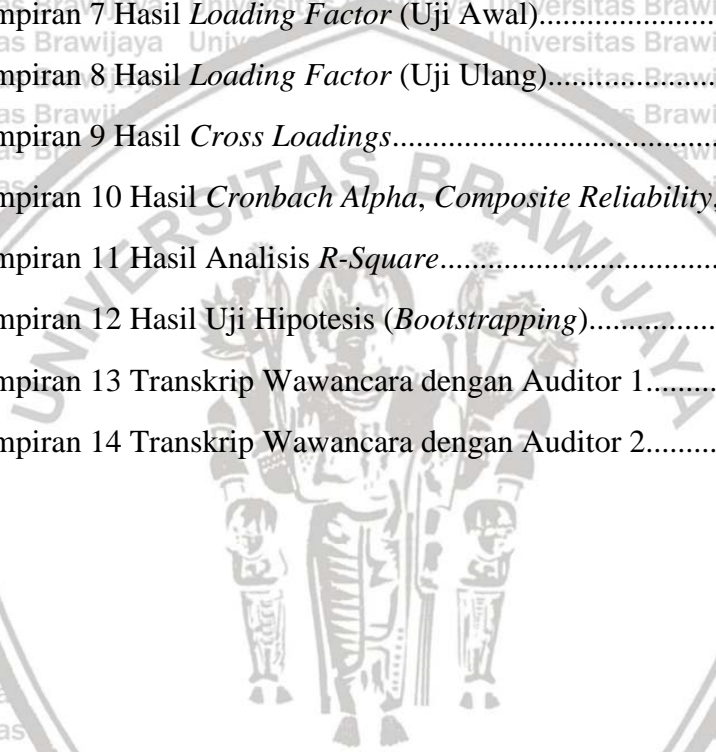 mpiran 7 Hasil Loading Factor (Uji Awal)..........................
mpiran 8 Hasil Loading Factor (Uji Ulang)........................
mpiran 9 Hasil Cross Loadings..........................................
mpiran 10 Hasil Cronbach Alpha, Composite Reliability,
mpiran 11 Hasil Analisis R-Square....................................
mpiran 12 Hasil Uji Hipotesis (Bootstrapping)..................
mpiran 13 Transkrip Wawancara dengan Auditor 1...........
mpiran 14 Transkrip Wawancara dengan Auditor 2...........
UNIVERSITAS BRAWIJAYA